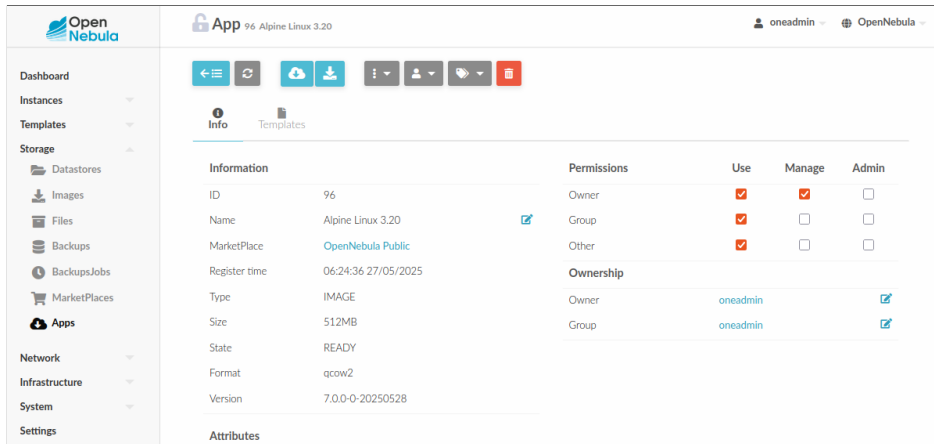 Open
Nebula
App 96 Alpine Linux 3.20
oneadmin
OpenNebula
Dashboard
Instances
Templates
Storage
Datastores
Images
Files
Backups
BackupsJobs
MarketPlaces
Apps
Network
Infrastructure
System
Settings
Info
Templates
Information
ID 96
Name Alpine Linux 3.20
MarketPlace OpenNebula Public
Register time 06:24:36 27/05/2025
Type IMAGE
Size 512MB
State READY
Format qcow2
Version 7.0.0-0-20250528
Attributes
Permissions Use Manage Admin
Owner
Group
Other
Ownership
Owner oneadmin
Group oneadmin